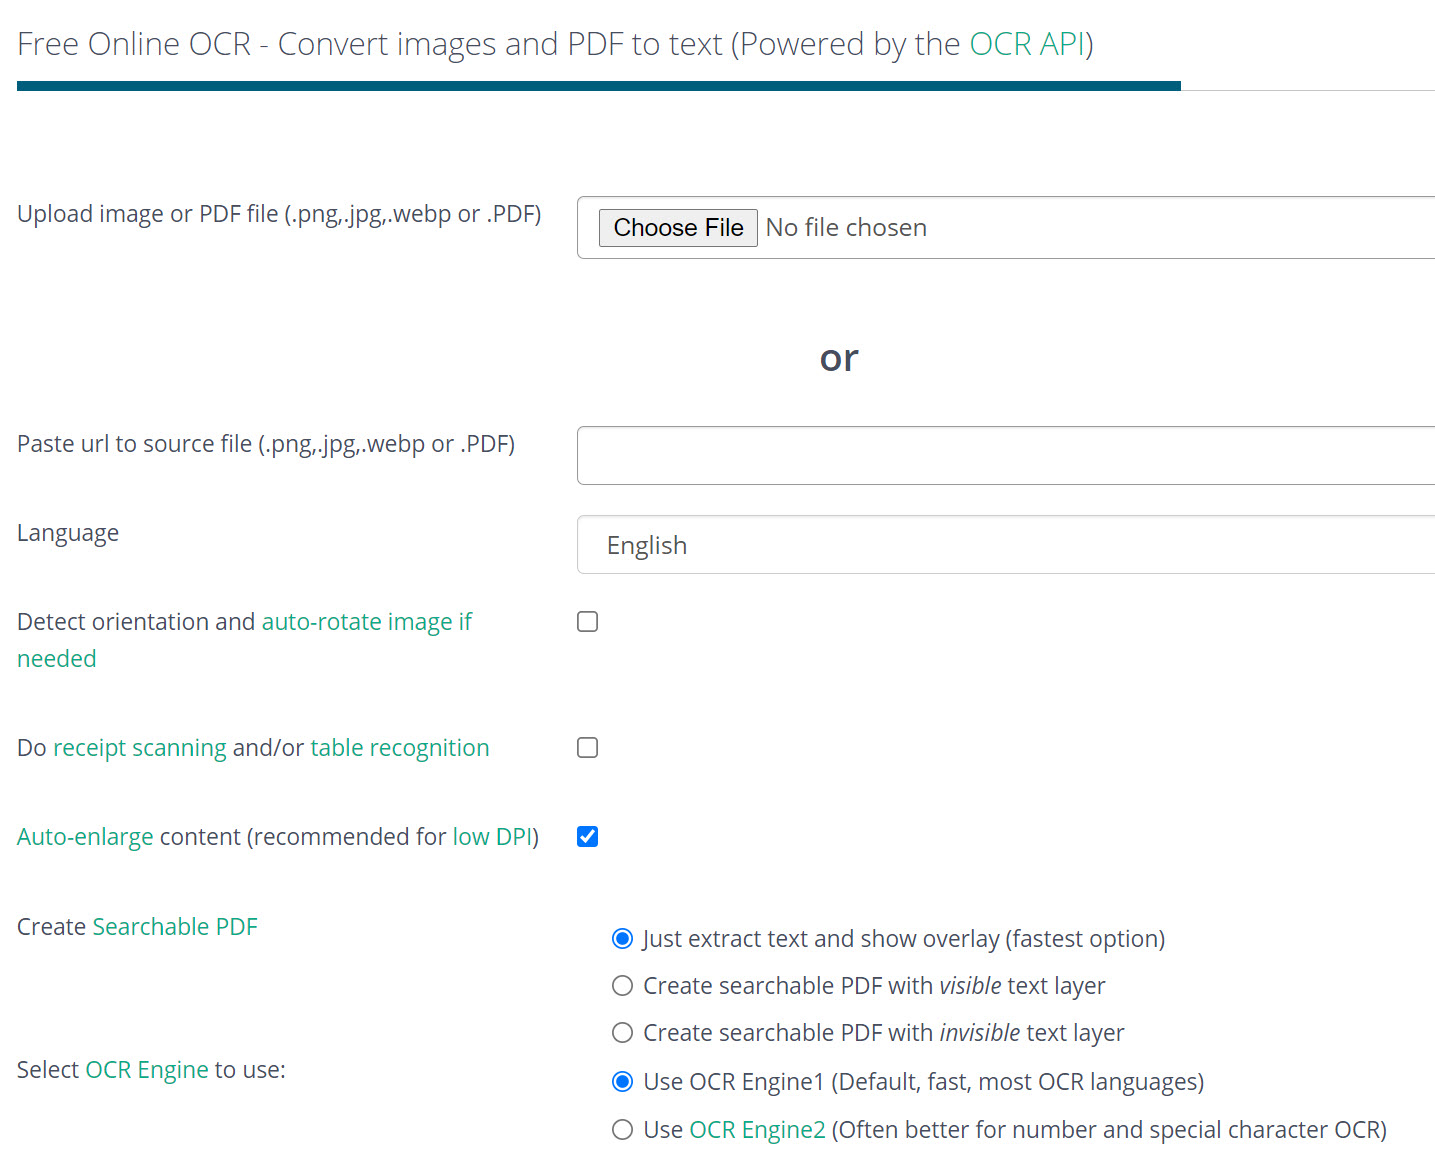 Free Online OCR - Convert images and PDF to text (Powered by the OCR API)
Upload image or PDF file (.png,.jpg,.webp or .PDF)
Choose File No file chosen
or
Paste url to source file (.png,.jpg,.webp or .PDF)
Language
English
Detect orientation and auto-rotate image if
needed
Do receipt scanning and/or table recognition
Auto-enlarge content (recommended for low DPI)
Create Searchable PDF
Just extract text and show overlay (fastest option)
Create searchable PDF with visible text layer
Create searchable PDF with invisible text layer
Select OCR Engine to use:
Use OCR Engine1 (Default, fast, most OCR languages)
Use OCR Engine2 (Often better for number and special character OCR)